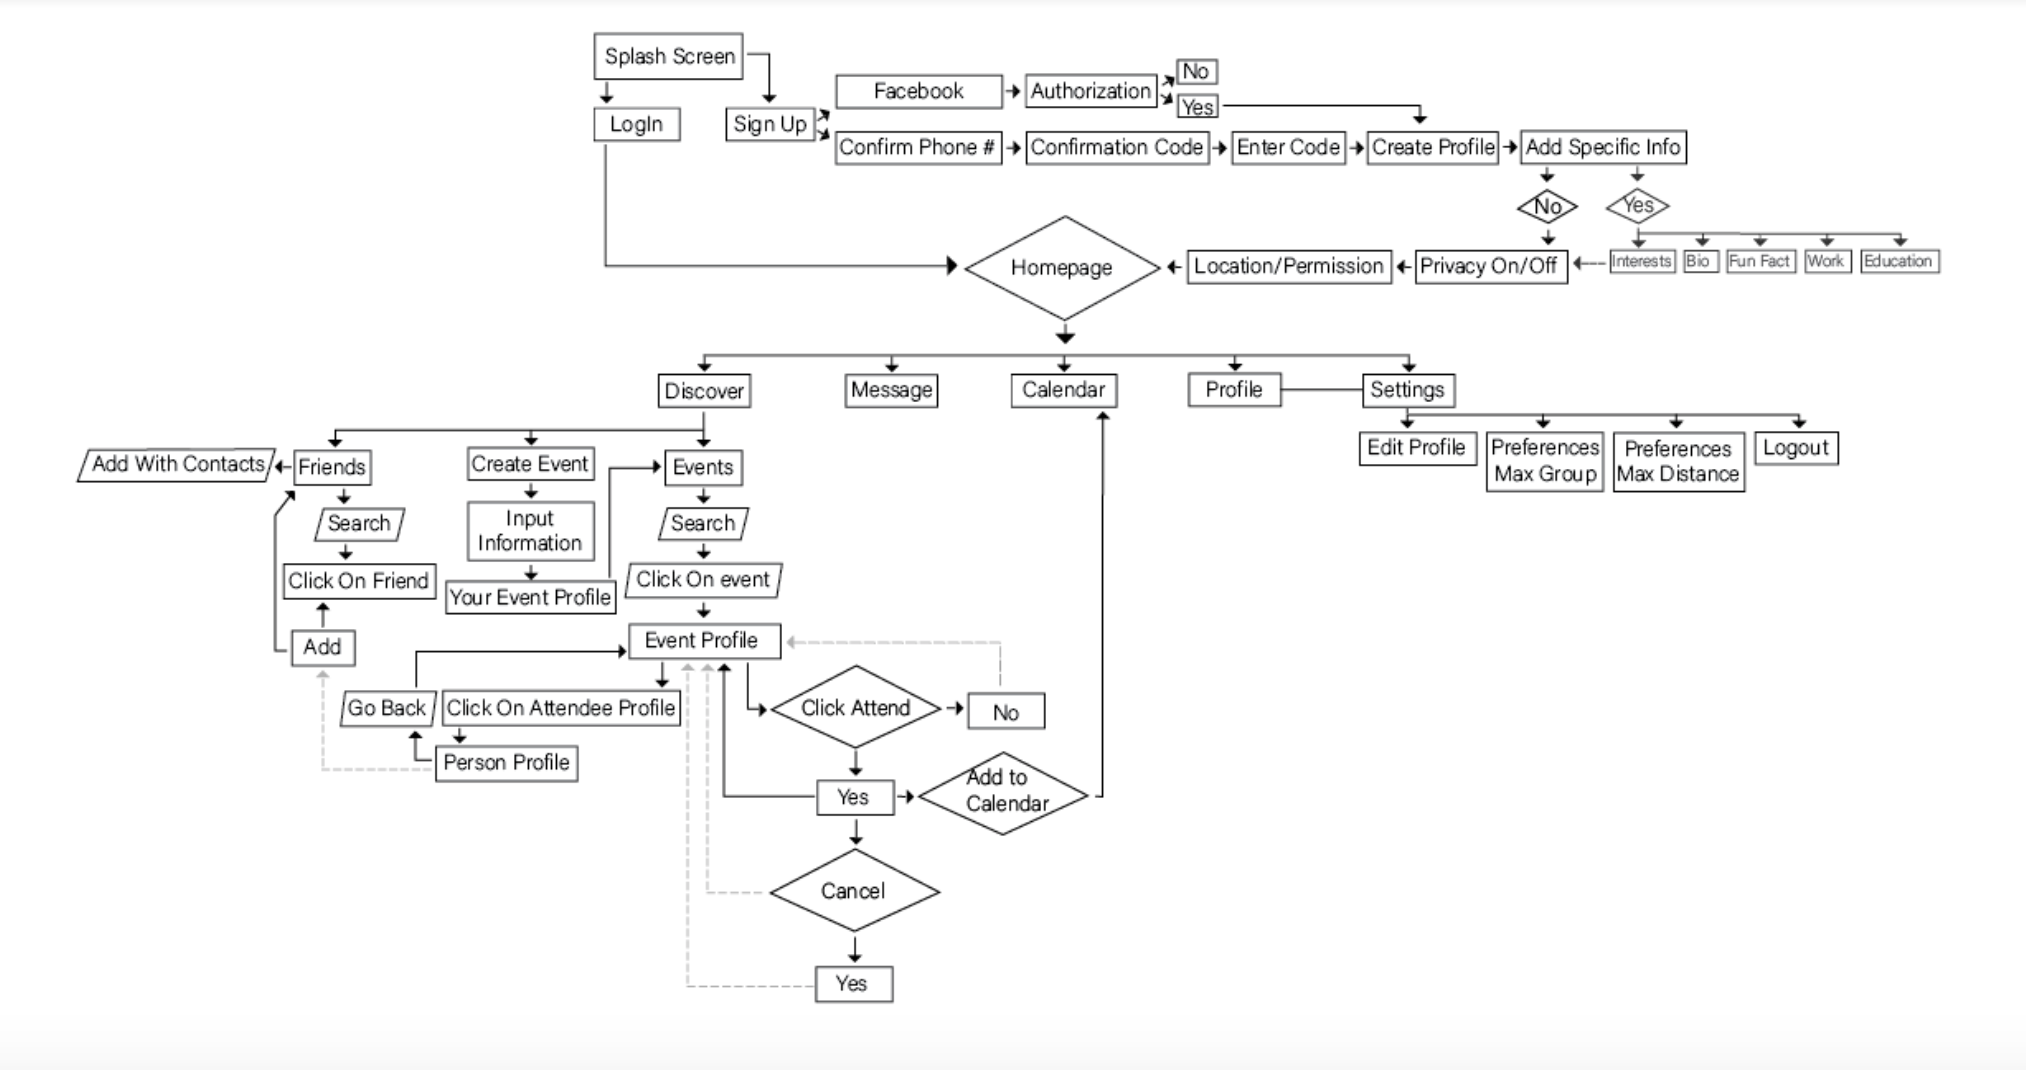 Splash Screen
LogIn
Sign Up
Facebook
Authorization
No
Yes
Confirm Phone #
Confirmation Code
Enter Code
Create Profile
Add Specific Info
No
Yes
Homepage
Location/Permission
Privacy On/Off
Interests
Bio
Fun Fact
Work
Education
Discover
Message
Calendar
Profile
Settings
Edit Profile
Preferences
Max Group
Preferences
Max Distance
Logout
Add With Contacts
Friends
Create Event
Events
Search
Input
Information
Search
Click On Friend
Your Event Profile
Click On event
Add
Event Profile
Go Back
Click On Attendee Profile
Click Attend
No
Person Profile
Yes
Add to
Calendar
Cancel
Yes